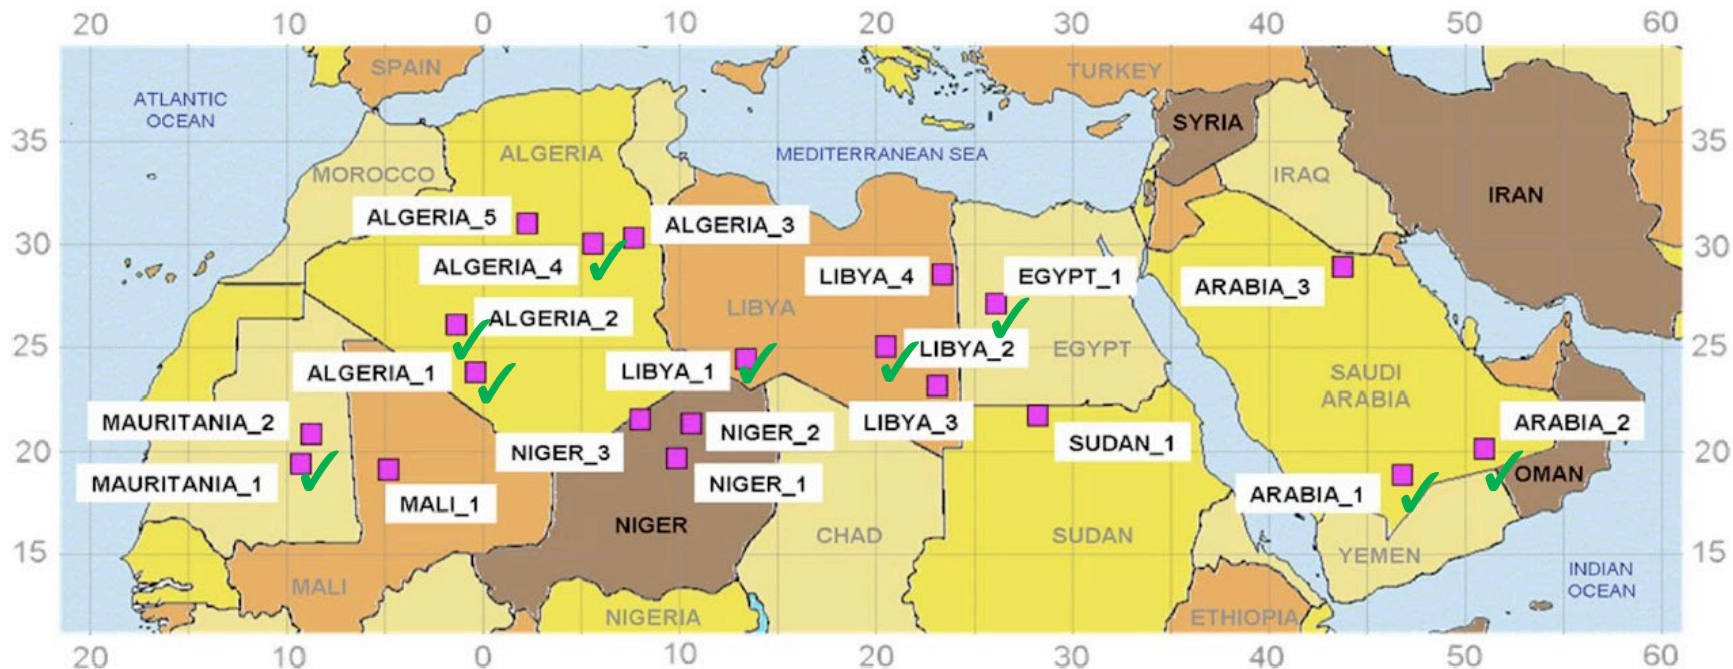 20 10 0 10 20 30 40 50 60
SPAIN
TURKEY
ATLANTIC
OCEAN
SYRIA
35
35
ALGERIA
MEDITERRANEAN SEA
MOROCCO
IRAQ
IRAN
ALGERIA_5
ALGERIA_3
30
30
ALGERIA_4
LIBYA_4
EGYPT_1
ARABIA_3
LIBYA
ALGERIA_2
25
25
LIBYA_2
EGYPT
ALGERIA_1
LIBYA_1
SAUDI
ARABIA
MAURITANIA_2
NIGER_2
LIBYA_3
ARABIA_2
20
20
NIGER_3
SUDAN_1
MAURITANIA_1
NIGER_1
OMAN
MALI_1
ARABIA_1
NIGER
CHAD
SUDAN
15
15
YEMEN
INDIAN
OCEAN
MALI
NIGERIA
ETHIOPIA
20 10 0 10 20 30 40 50 60